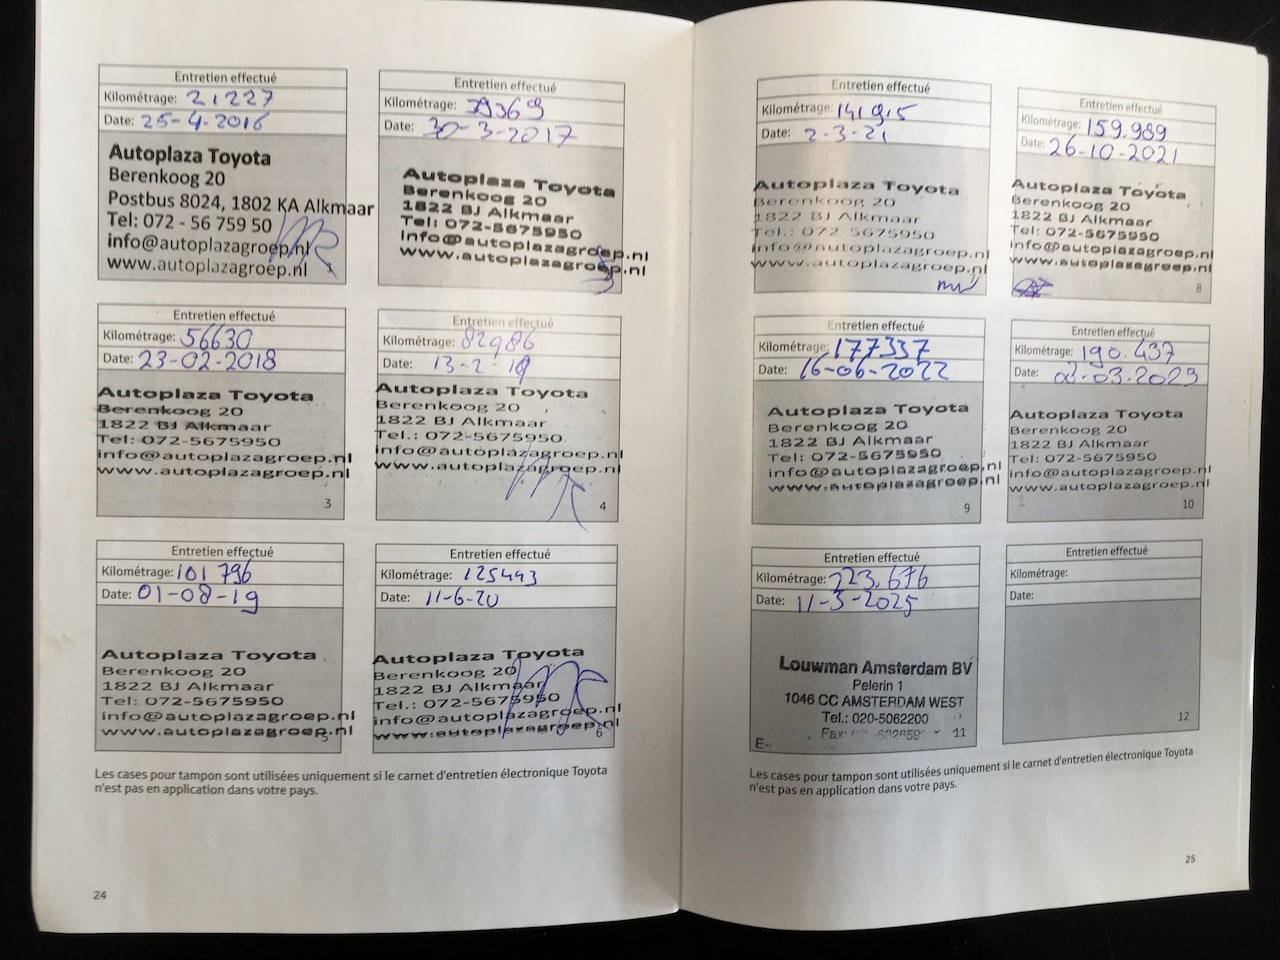 Entretien effectué
Kilométrage: 21227
Date: 25-4-2016
Autoplaza Toyota
Berenkoog 20
Postbus 8024, 1802 KA Alkmaar
Tel: 072 - 56 759 50
info@autoplazagroep.nl
www.autoplazagroep.nl
1
Entretien effectué
Kilométrage: 39369
Date: 30-3-2017
Autoplaza Toyota
Berenkoog 20
1822 BJ Alkmaar
Tel: 072-5675950
info@autoplazagroep.nl
www.autoplazagroep.nl
Entretien effectué
Kilométrage: 56630
Date: 23-02-2018
Autoplaza Toyota
Berenkoog 20
1822 BJ Alkmaar
Tel: 072-5675950
info@autoplazagroep.nl
www.autoplazagroep.nl
3
Entretien effectué
Kilométrage: 82986
Date: 13-2-19
Autoplaza Toyota
Berenkoog 20
1822 BJ Alkmaar
Tel.: 072-5675950
info@autoplazagroep.nl
www.autoplazagroep.nl
4
Entretien effectué
Kilométrage: 101796
Date: 01-08-19
Autoplaza Toyota
Berenkoog 20
1822 BJ Alkmaar
Tel: 072-5675950
info@autoplazagroep.nl
www.autoplazagroep.nl
5
Entretien effectué
Kilométrage: 125443
Date: 11-6-20
Autoplaza Toyota
Berenkoog 20
1822 BJ Alkmaar
Tel: 072-5675950
info@autoplazagroep.nl
www.autoplazagroep.nl
6
Les cases pour tampon sont utilisées uniquement si le carnet d'entretien électronique Toyota
n'est pas en application dans votre pays.
24
Entretien effectué
Kilométrage: 141915
Date: 2-3-21
Autoplaza Toyota
Berenkoog 20
1822 BJ Alkmaar
Tel.: 072-5675950
info@autoplazagroep.nl
www.autoplazagroep.nl
Entretien effectué
Kilométrage: 159.989
Date: 26-10-2021
Autoplaza Toyota
Berenkoog 20
1822 BJ Alkmaar
Tel: 072-5675950
info@autoplazagroep.nl
www.autoplazagroep.nl
8
Entretien effectué
Kilométrage: 177337
Date: 16-06-2022
Autoplaza Toyota
Berenkoog 20
1822 BJ Alkmaar
Tel: 072-5675950
info@autoplazagroep.nl
www.autoplazagroep.nl
9
Entretien effectué
Kilométrage: 190.437
Date: 03-2023
Autoplaza Toyota
Berenkoog 20
1822 BJ Alkmaar
Tel: 072-5675950
info@autoplazagroep.nl
www.autoplazagroep.nl
10
Entretien effectué
Kilométrage: 223.676
Date: 11-3-2025
Louwman Amsterdam BV
Pelerin 1
1046 CC AMSTERDAM WEST
Tel.: 020-5062200
Fax
E-
11
Entretien effectué
Kilométrage:
Date:
12
Les cases pour tampon sont utilisées uniquement si le carnet d'entretien électronique Toyota
n'est pas en application dans votre pays.
25